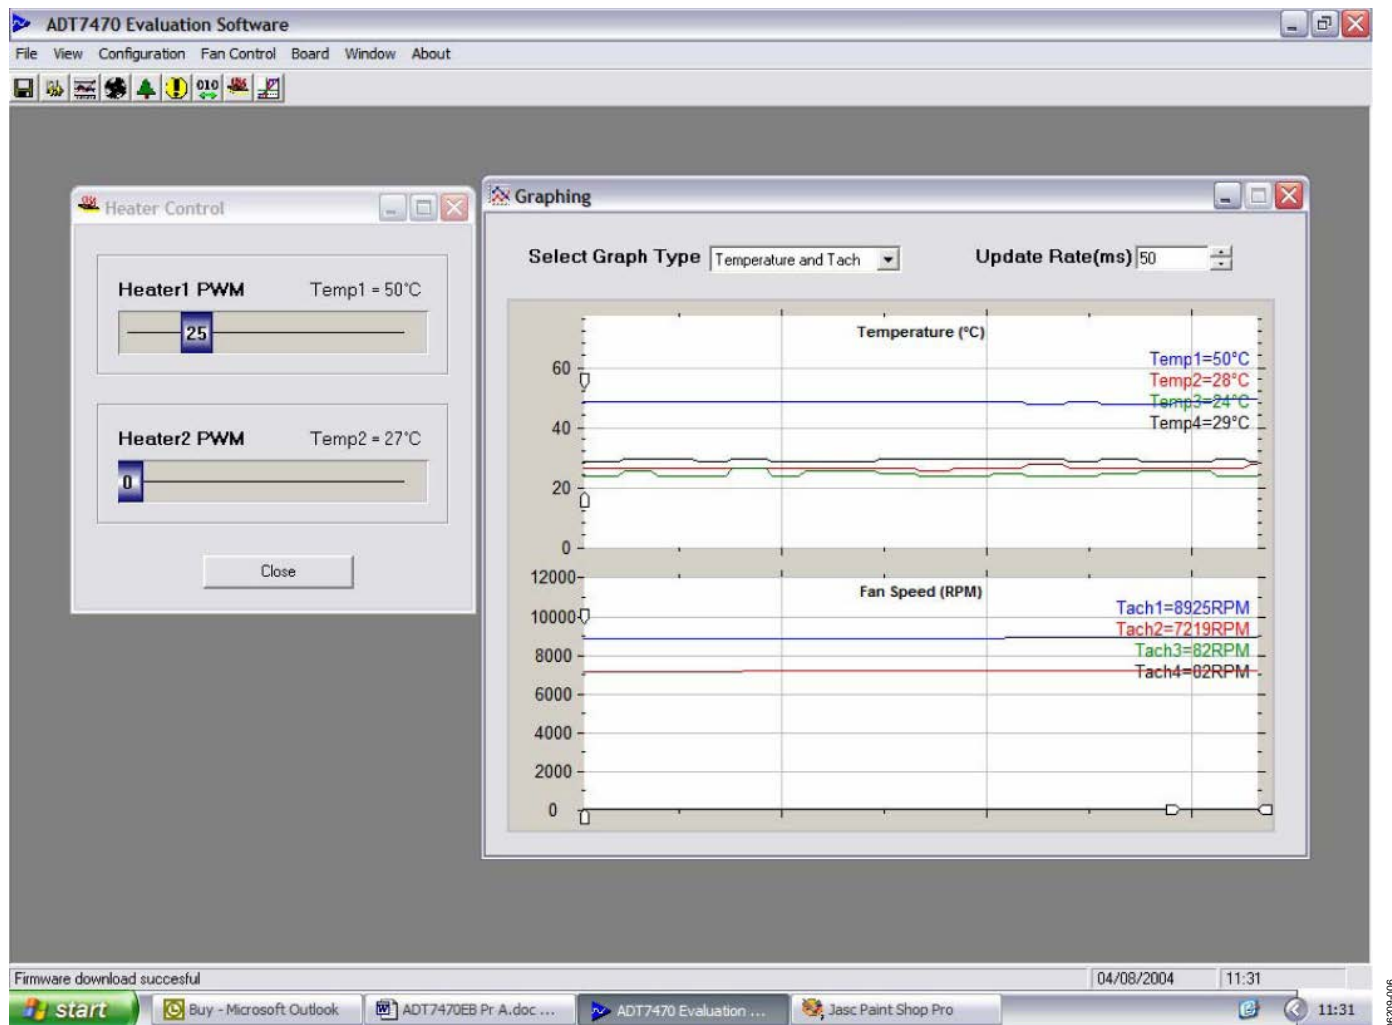 ADT7470 Evaluation Software
File View Configuration Fan Control Board Window About
010
Heater Control
Heater1 PWM Temp1 = 50°C
25
Heater2 PWM Temp2 = 27°C
0
Close
Graphing
Select Graph Type Temperature and Tach Update Rate(ms) 50
Temperature (ºC)
Temp1=50°C
60
Temp2=28°C
Temp3=24°C
Temp4=29°C
40
20
0
12000
Fan Speed (RPM)
Tach1=8925RPM
10000
Tach2=7219RPM
Tach3=82RPM
8000
Tach4=82RPM
6000
4000
2000
0
Firmware download succesful 04/08/2004 11:31
start Buy - Microsoft Outlook ADT7470EB Pr A.doc ... ADT7470 Evaluation ... Jasc Paint Shop Pro 11:31
06209-006